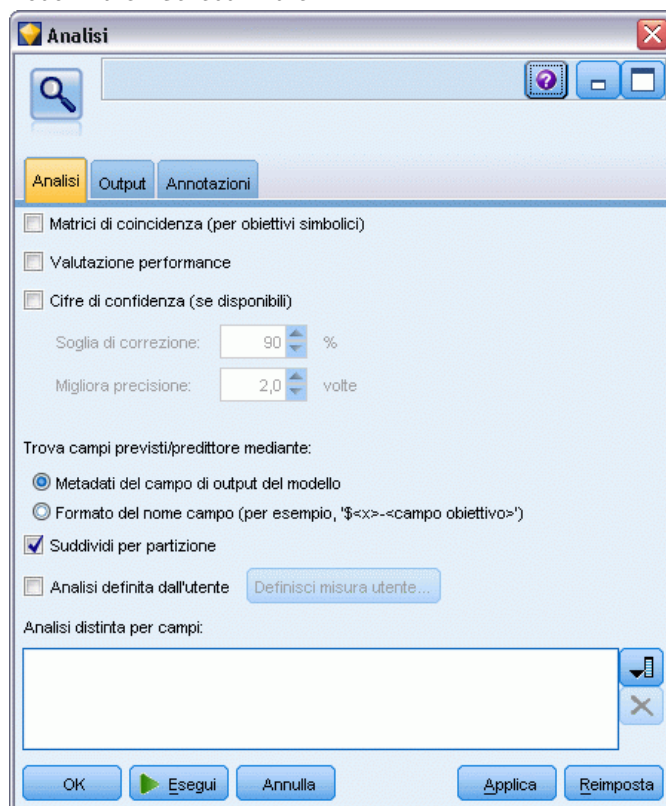 Analisi
Analisi Output Annotazioni
Matrici di coincidenza (per obiettivi simbolici)
Valutazione performance
Cifre di confidenza (se disponibili)
Soglia di correzione: 90 %
Migliora precisione: 2,0 volte
Trova campi previsti/predittore mediante:
Metadati del campo di output del modello
Formato del nome campo (per esempio, '$<x>-<campo obiettivo>')
Suddividi per partizione
Analisi definita dall'utente Definisci misura utente...
Analisi distinta per campi:
OK Esegui Annulla Applica Reimposta